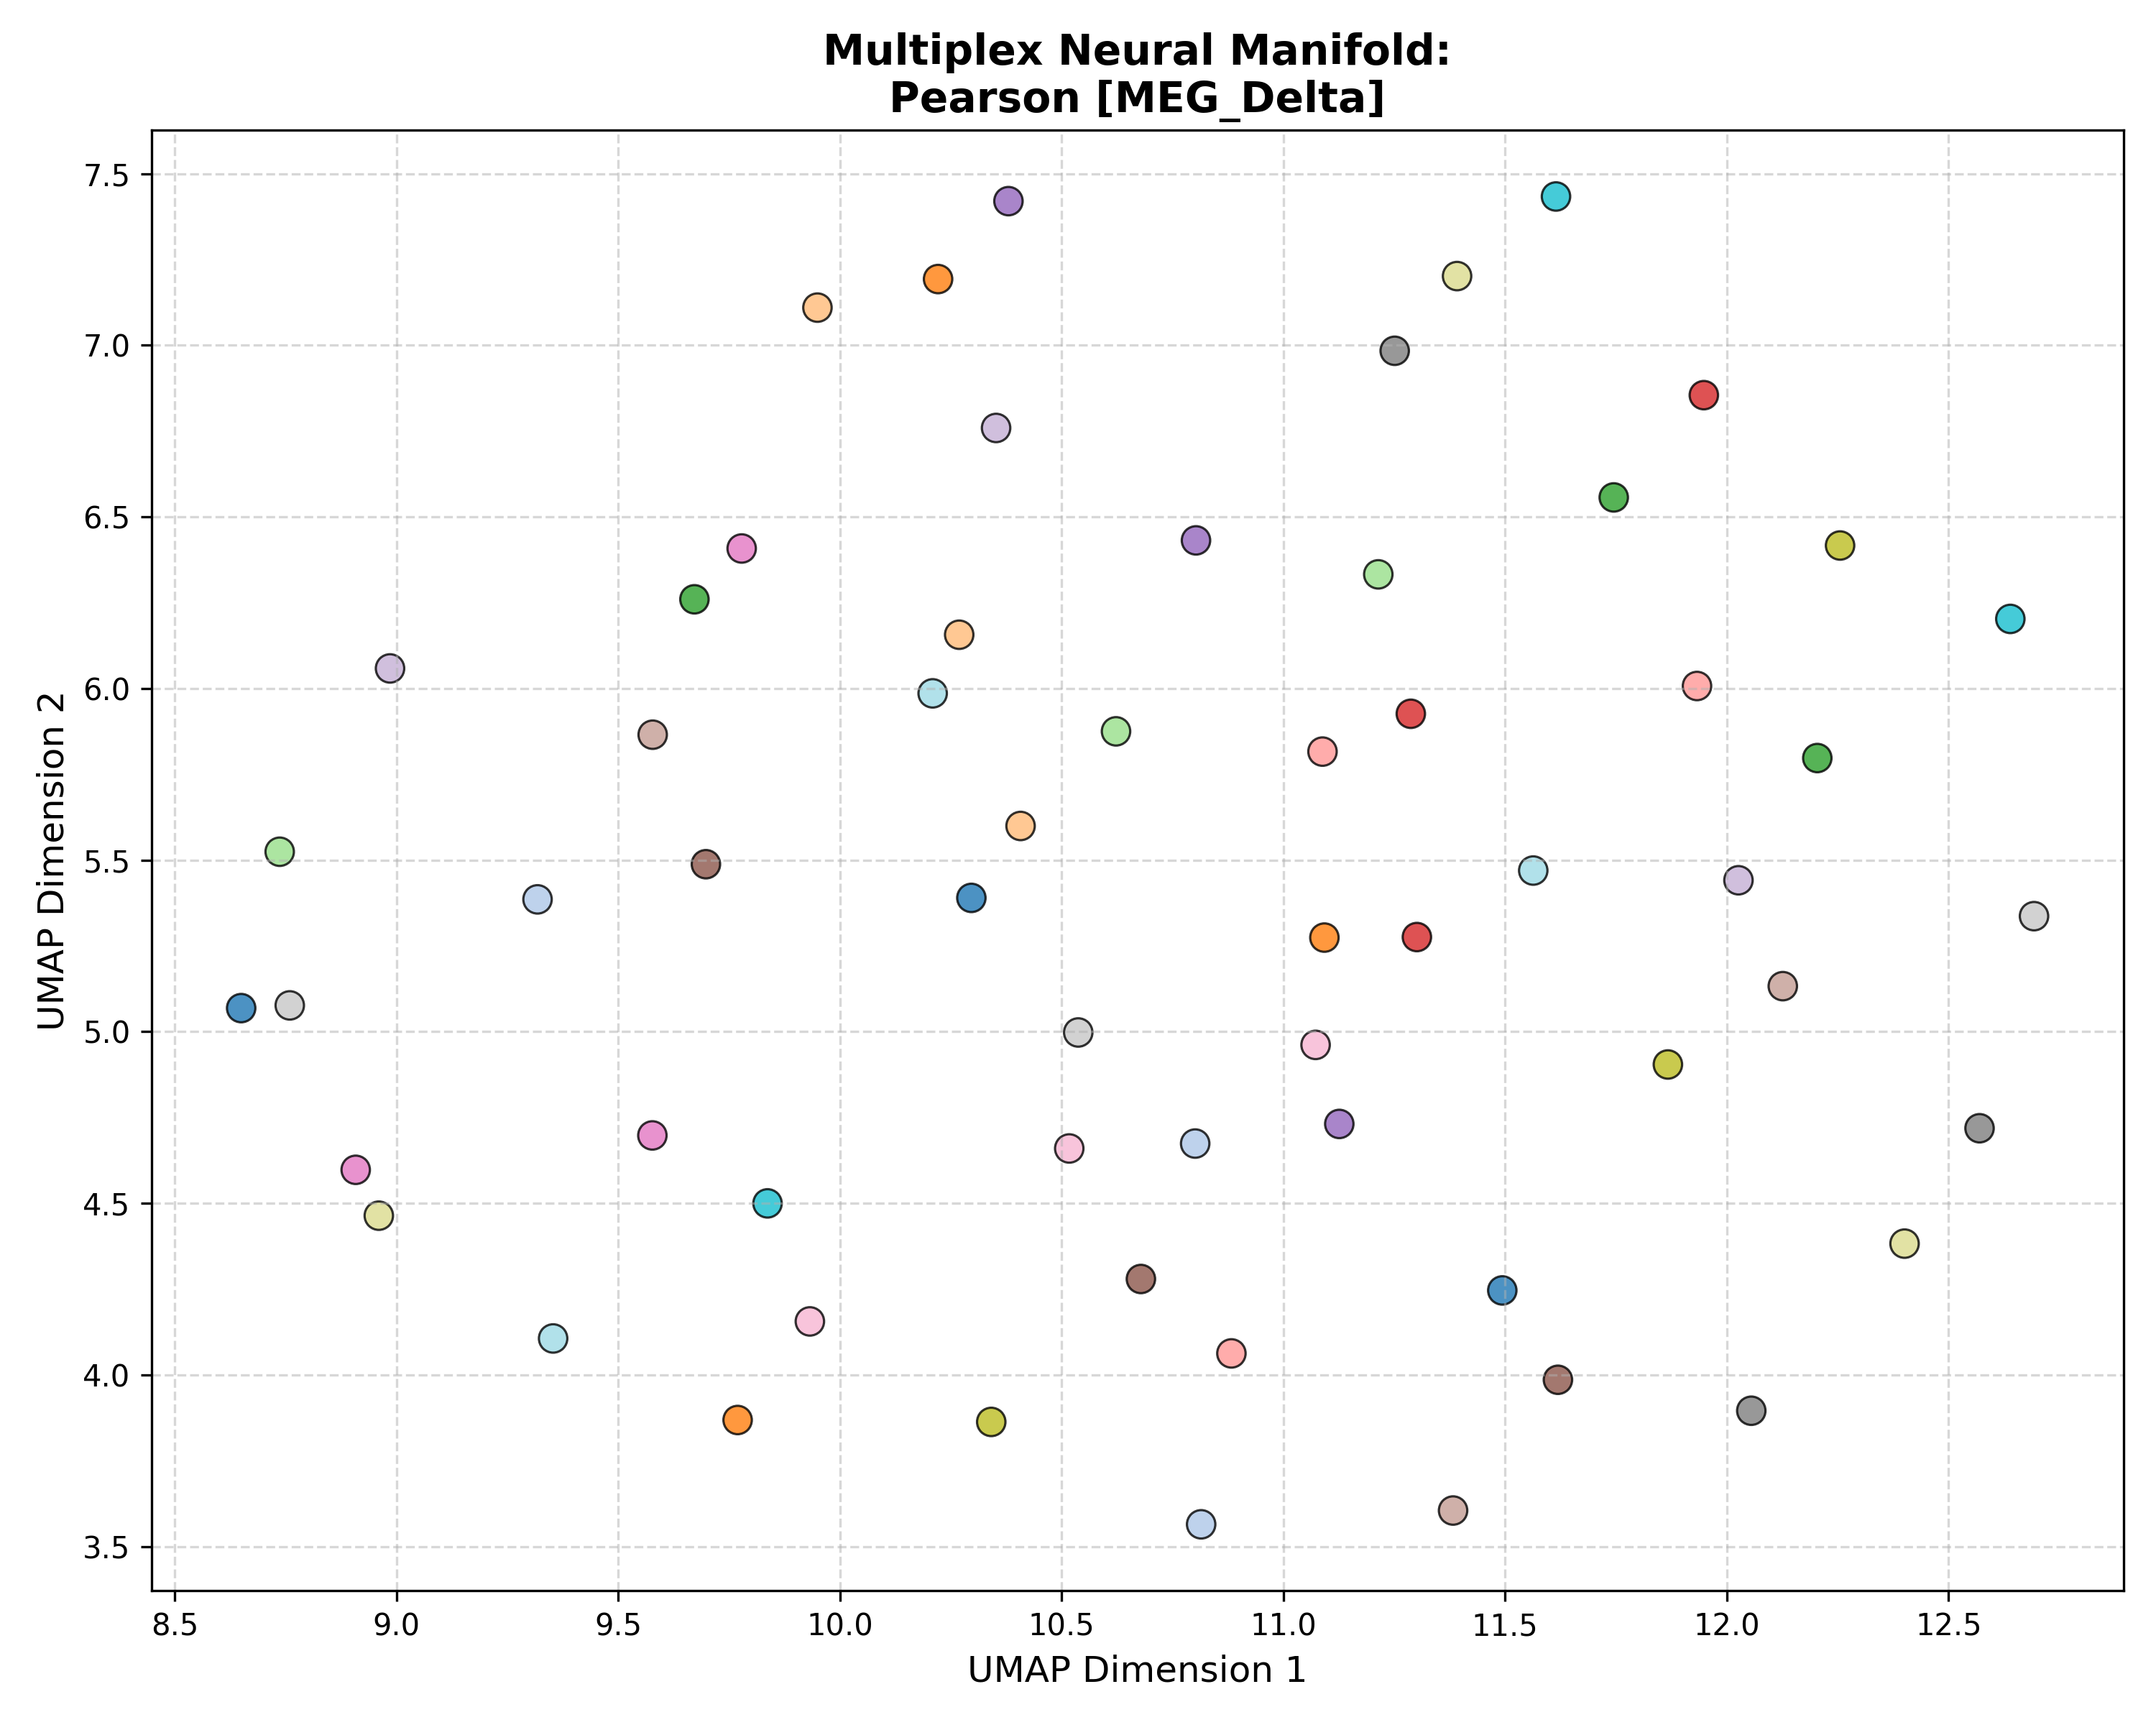 Multiplex Neural Manifold:
Pearson [MEG_Delta]
UMAP Dimension 2
7.5
7.0
6.5
6.0
5.5
5.0
4.5
4.0
3.5
8.5 9.0 9.5 10.0 10.5 11.0 11.5 12.0 12.5
UMAP Dimension 1